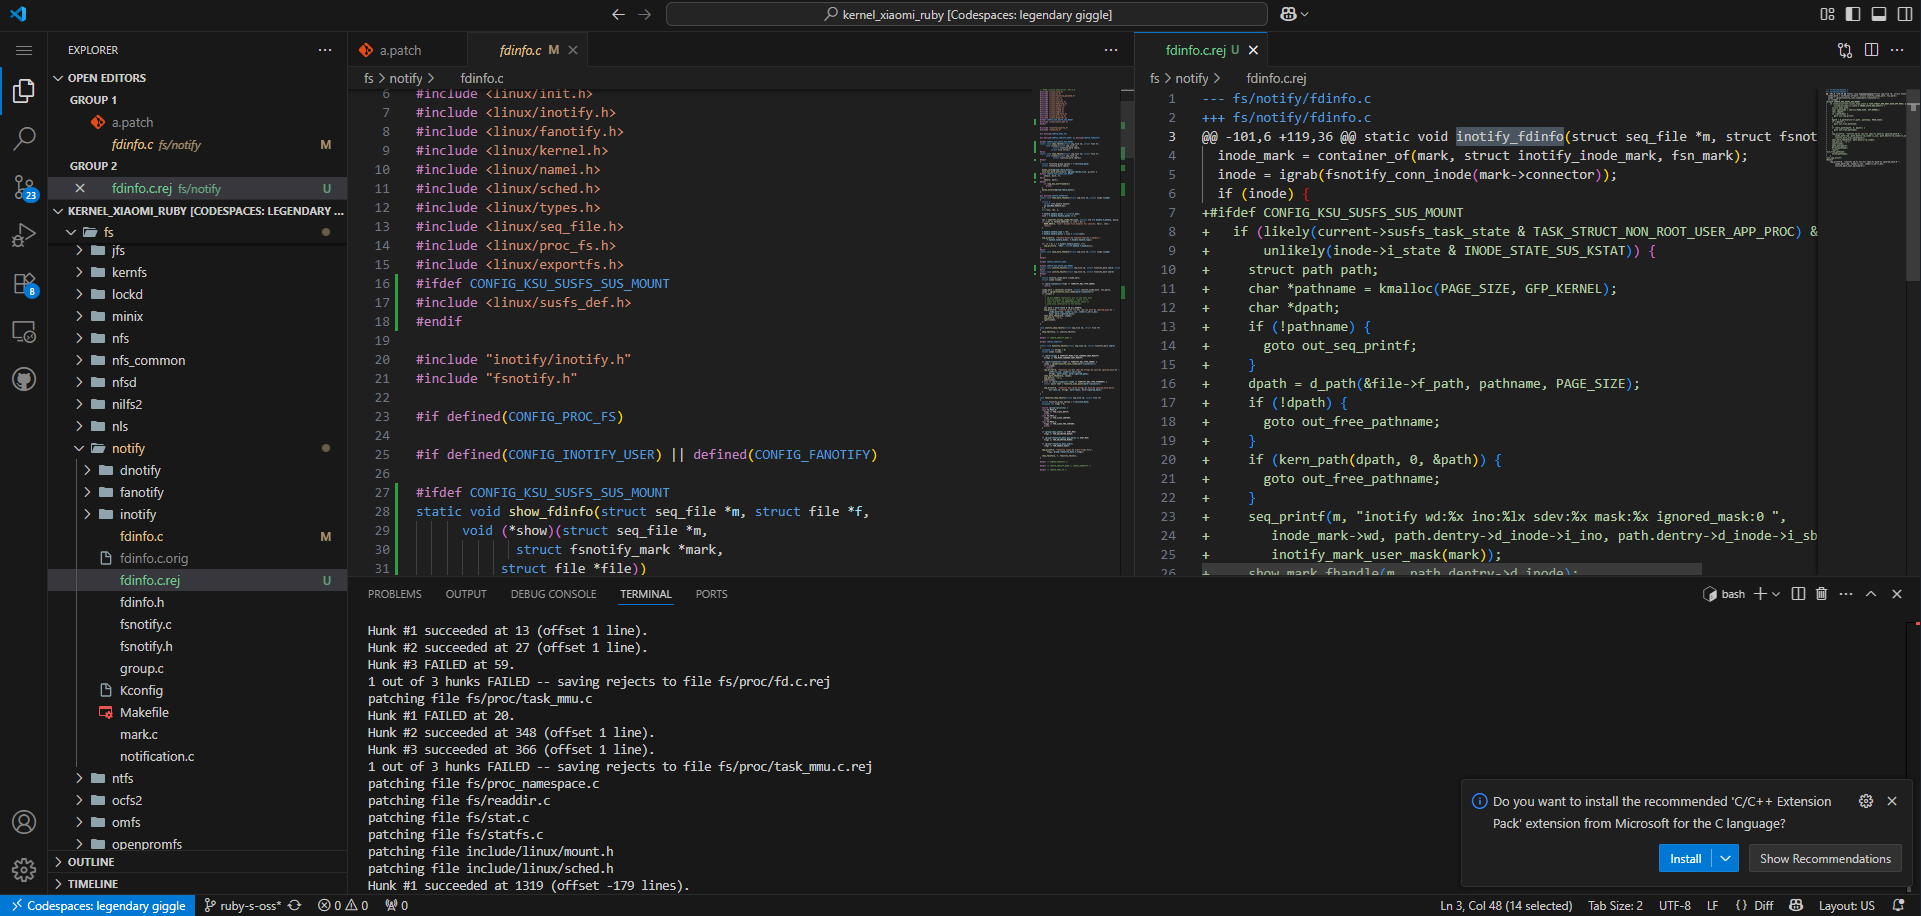 kernel_xiaomi_ruby [Codespaces: legendary giggle]
EXPLORER
OPEN EDITORS
GROUP 1
a.patch
fdinfo.c fs/notify M
GROUP 2
fdinfo.c.rej fs/notify U
KERNEL_XIAOMI_RUBY [CODESPACES: LEGENDARY ...
fs
jfs
kernfs
lockd
minix
nfs
nfs_common
nfsd
nilfs2
nls
notify
dnotify
fanotify
inotify
fdinfo.c M
fdinfo.c.orig
fdinfo.c.rej U
fdinfo.h
fsnotify.c
fsnotify.h
group.c
Kconfig
Makefile
mark.c
notification.c
ntfs
ocfs2
omfs
openpromfs
OUTLINE
TIMELINE
23
8
a.patch
fdinfo.c M
fs > notify > fdinfo.c
6 #include <linux/init.h>
7 #include <linux/inotify.h>
8 #include <linux/fanotify.h>
9 #include <linux/kernel.h>
10 #include <linux/namei.h>
11 #include <linux/sched.h>
12 #include <linux/types.h>
13 #include <linux/seq_file.h>
14 #include <linux/proc_fs.h>
15 #include <linux/exportfs.h>
16 #ifdef CONFIG_KSU_SUSFS_SUS_MOUNT
17 #include <linux/susfs_def.h>
18 #endif
19
20 #include "inotify/inotify.h"
21 #include "fsnotify.h"
22
23 #if defined(CONFIG_PROC_FS)
24
25 #if defined(CONFIG_INOTIFY_USER) || defined(CONFIG_FANOTIFY)
26
27 #ifdef CONFIG_KSU_SUSFS_SUS_MOUNT
28 static void show_fdinfo(struct seq_file *m, struct file *f,
29 void (*show)(struct seq_file *m,
30 struct fsnotify_mark *mark,
31 struct file *file))
fdinfo.c.rej U
fs > notify > fdinfo.c.rej
1 --- fs/notify/fdinfo.c
2 +++ fs/notify/fdinfo.c
3 @@ -101,6 +119,36 @@ static void inotify_fdinfo(struct seq_file *m, struct fsnot
4 inode_mark = container_of(mark, struct inotify_inode_mark, fsn_mark);
5 inode = igrab(fsnotify_conn_inode(mark->connector));
6 if (inode) {
7 +#ifdef CONFIG_KSU_SUSFS_SUS_MOUNT
8 + if (likely(current->susfs_task_state & TASK_STRUCT_NON_ROOT_USER_APP_PROC) &
9 + unlikely(inode->i_state & INODE_STATE_SUS_KSTAT)) {
10 + struct path path;
11 + char *pathname = kmalloc(PAGE_SIZE, GFP_KERNEL);
12 + char *dpath;
13 + if (!pathname) {
14 + goto out_seq_printf;
15 + }
16 + dpath = d_path(&file->f_path, pathname, PAGE_SIZE);
17 + if (!dpath) {
18 + goto out_free_pathname;
19 + }
20 + if (kern_path(dpath, 0, &path)) {
21 + goto out_free_pathname;
22 + }
23 + seq_printf(m, "inotify wd:%x ino:%lx sdev:%x mask:%x ignored_mask:0 ",
24 + inode_mark->wd, path.dentry->d_inode->i_ino, path.dentry->d_inode->i_sb
25 + inotify_mark_user_mask(mark));
26 + show_mark_fhandle(m, path.dentry->d_inode);
PROBLEMS OUTPUT DEBUG CONSOLE TERMINAL PORTS
bash
Hunk #1 succeeded at 13 (offset 1 line).
Hunk #2 succeeded at 27 (offset 1 line).
Hunk #3 FAILED at 59.
1 out of 3 hunks FAILED -- saving rejects to file fs/proc/fd.c.rej
patching file fs/proc/task_mmu.c
Hunk #1 FAILED at 20.
Hunk #2 succeeded at 348 (offset 1 line).
Hunk #3 succeeded at 366 (offset 1 line).
1 out of 3 hunks FAILED -- saving rejects to file fs/proc/task_mmu.c.rej
patching file fs/proc_namespace.c
patching file fs/readdir.c
patching file fs/stat.c
patching file fs/statfs.c
patching file include/linux/mount.h
patching file include/linux/sched.h
Hunk #1 succeeded at 1319 (offset -179 lines).
Do you want to install the recommended 'C/C++ Extension
Pack' extension from Microsoft for the C language?
Install
Show Recommendations
Codespaces: legendary giggle
ruby-s-oss*
0 0
0
Ln 3, Col 48 (14 selected)
Tab Size: 2
UTF-8
LF
{ } Diff
Layout: US